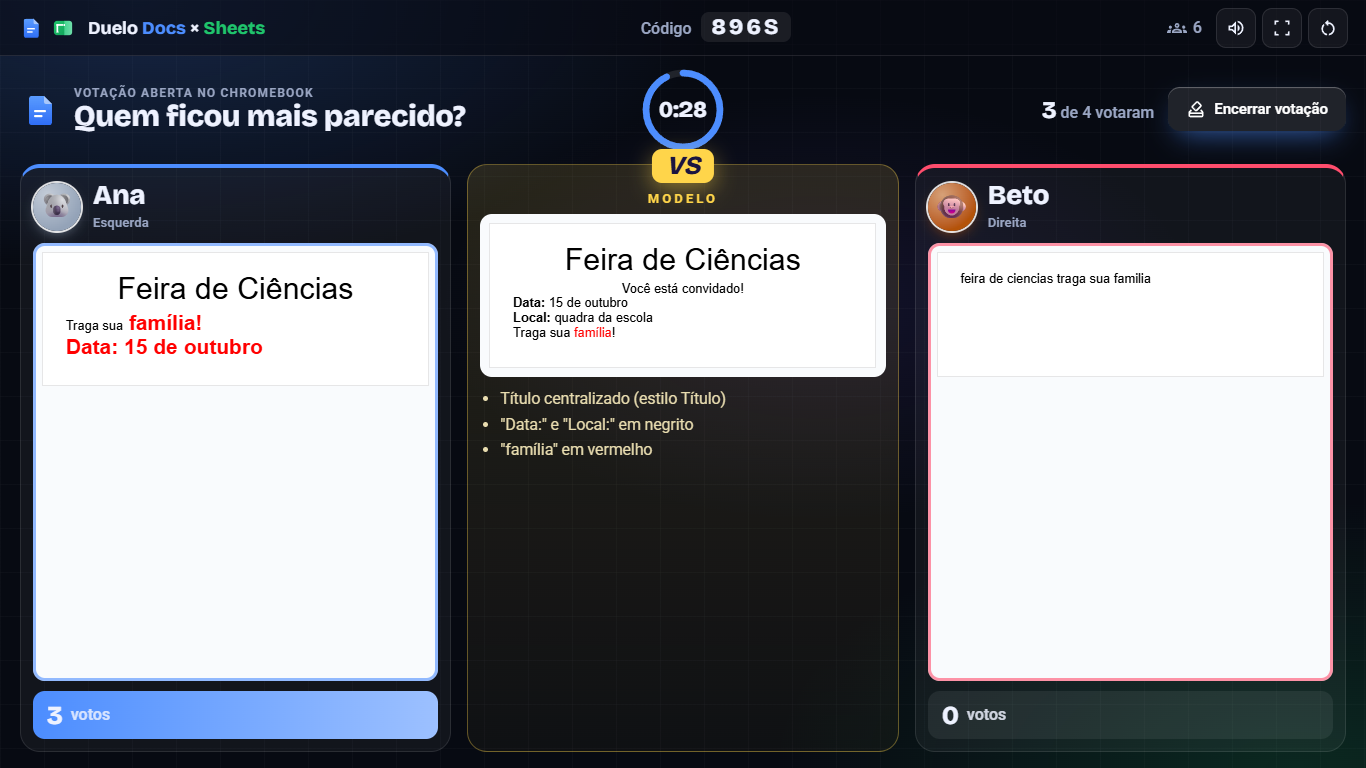 Duelo Docs × Sheets
Código 896S
6
VOTAÇÃO ABERTA NO CHROMEBOOK
Quem ficou mais parecido?
0:28
3 de 4 votaram
Encerrar votação
Ana
Esquerda
Feira de Ciências
Traga sua família!
Data: 15 de outubro
3 votos
VS
MODELO
Feira de Ciências
Você está convidado!
Data: 15 de outubro
Local: quadra da escola
Traga sua família!
• Título centralizado (estilo Título)
• "Data:" e "Local:" em negrito
• "família" em vermelho
Beto
Direita
feira de ciencias traga sua familia
0 votos